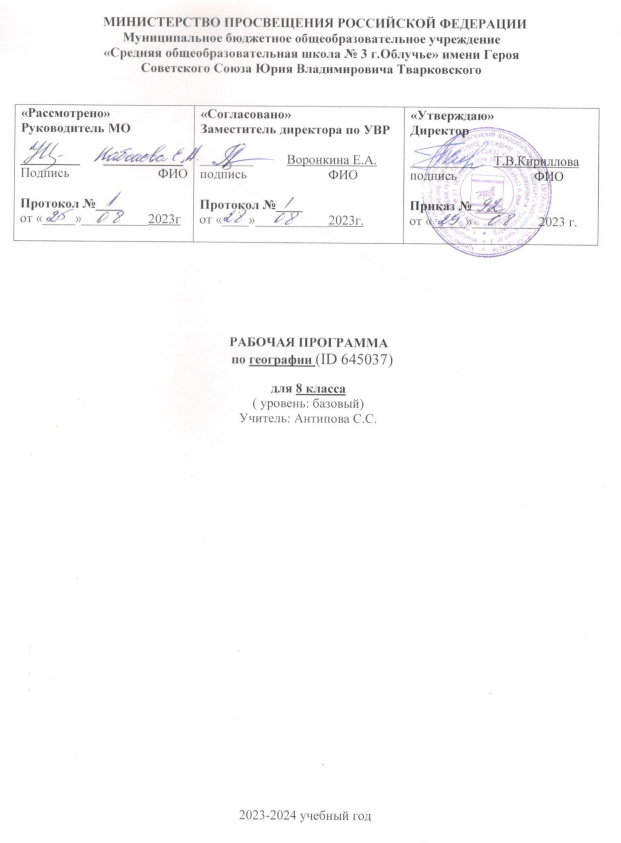 МИНИСТЕРСТВО ПРОСВЕЩЕНИЯ РОССИЙСКОЙ ФЕДЕРАЦИИ
Муниципальное бюджетное общеобразовательное учреждение
«Средняя общеобразовательная школа № 3 г.Облучье» имени Героя
Советского Союза Юрия Владимировича Тварковского
«Рассмотрено»
Руководитель МО
Подпись ФИО
Протокол № 1
от « 25 » 08 2023г
«Согласовано»
Заместитель директора по УВР
Воронкина Е.А.
подпись ФИО
Протокол № 1
от «28 » 08 2023г.
«Утверждаю»
Директор
Т.В.Кириллова
подпись ФИО
Приказ № 92
от « 29 » 08 2023 г.
РАБОЧАЯ ПРОГРАММА
по географии (ID 645037)
для 8 класса
( уровень: базовый)
Учитель: Антипова С.С.
2023-2024 учебный год